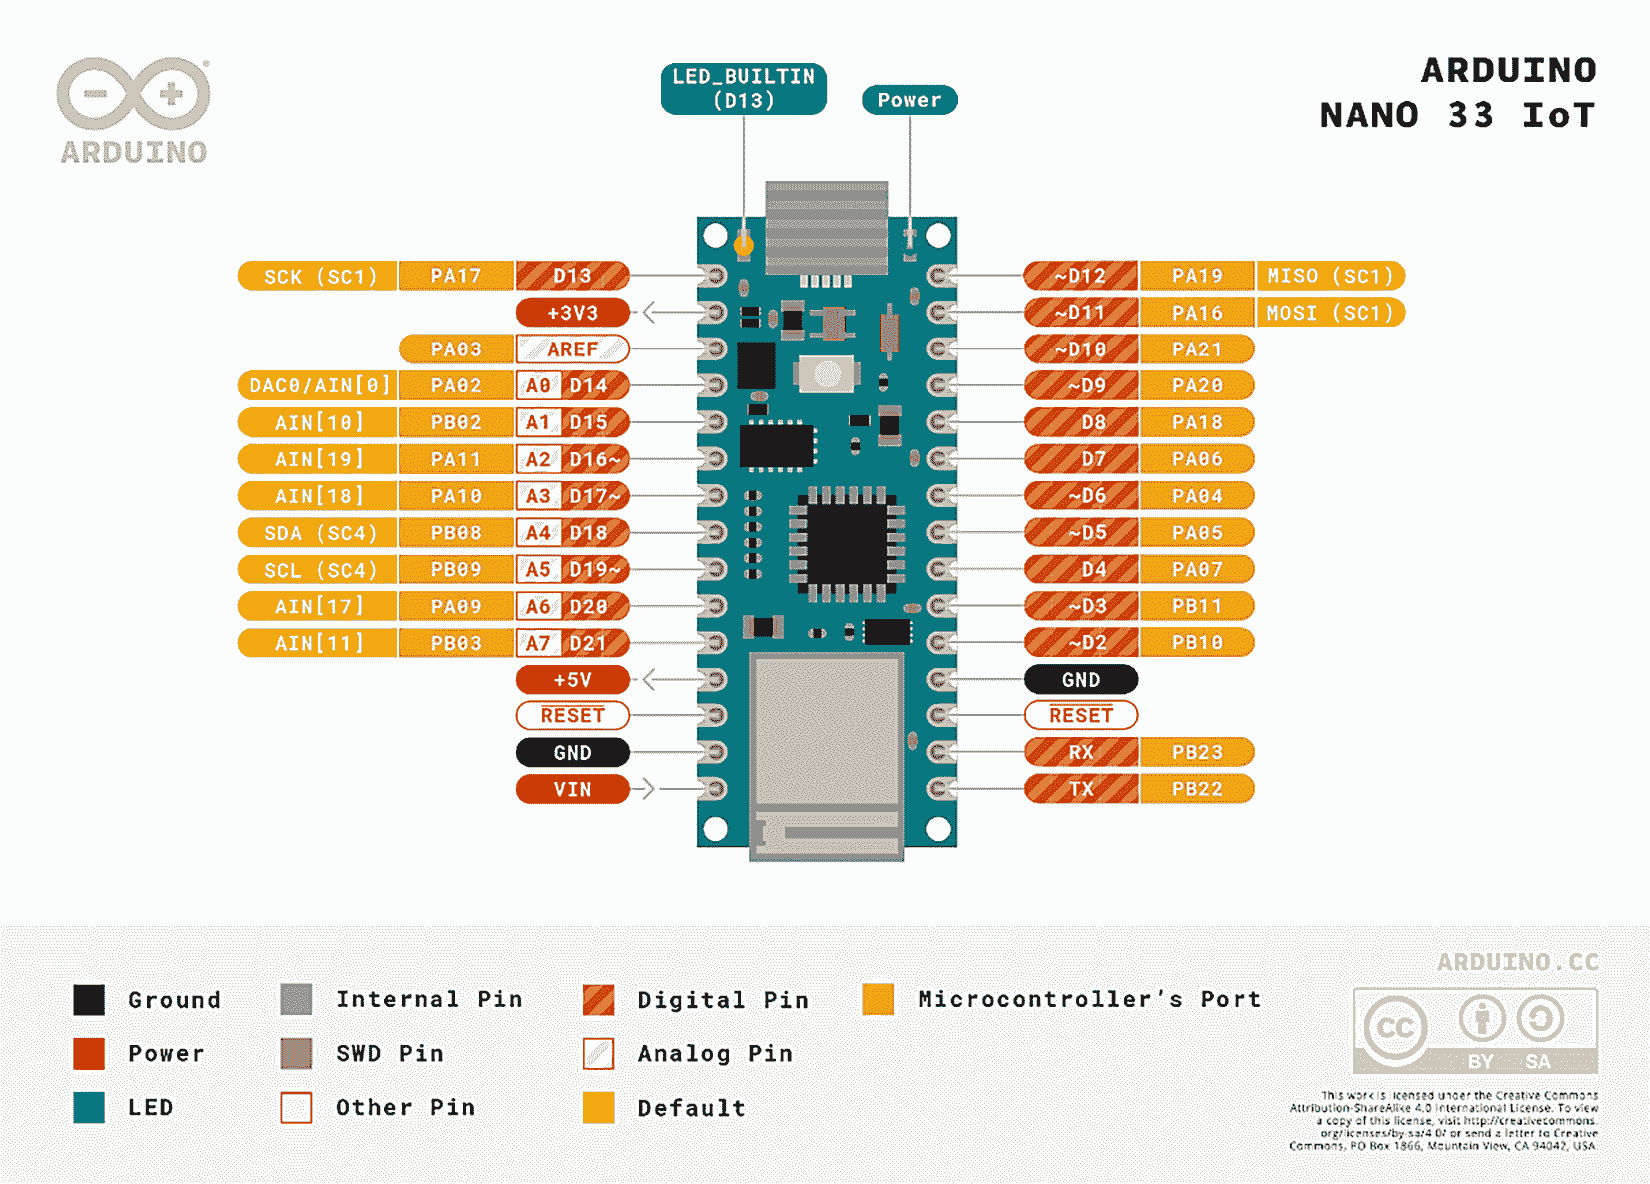 ARDUINO
ARDUINO
NANO 33 IoT
LED_BUILTIN
(D13)
Power
SCK (SC1) PA17 D13
+3V3
PA03 AREF
DAC0/AIN[0] PA02 A0 D14
AIN[10] PB02 A1 D15
AIN[19] PA11 A2 D16~
AIN[18] PA10 A3 D17~
SDA (SC4) PB08 A4 D18
SCL (SC4) PB09 A5 D19~
AIN[17] PA09 A6 D20
AIN[11] PB03 A7 D21
+5V
RESET
GND
VIN
~D12 PA19 MISO (SC1)
~D11 PA16 MOSI (SC1)
~D10 PA21
~D9 PA20
D8 PA18
D7 PA06
~D6 PA04
~D5 PA05
D4 PA07
~D3 PB11
~D2 PB10
GND
RESET
RX PB23
TX PB22
Ground
Power
LED
Internal Pin
SWD Pin
Other Pin
Digital Pin
Analog Pin
Default
Microcontroller's Port
ARDUINO.CC
CC
BY SA
This work is licensed under the Creative Commons
Attribution-ShareAlike 4.0 International License. To view
a copy of this license, visit http://creativecommons.
org/licenses/by-sa/4.0/ or send a letter to Creative
Commons, PO Box 1866, Mountain View, CA 94042, USA.